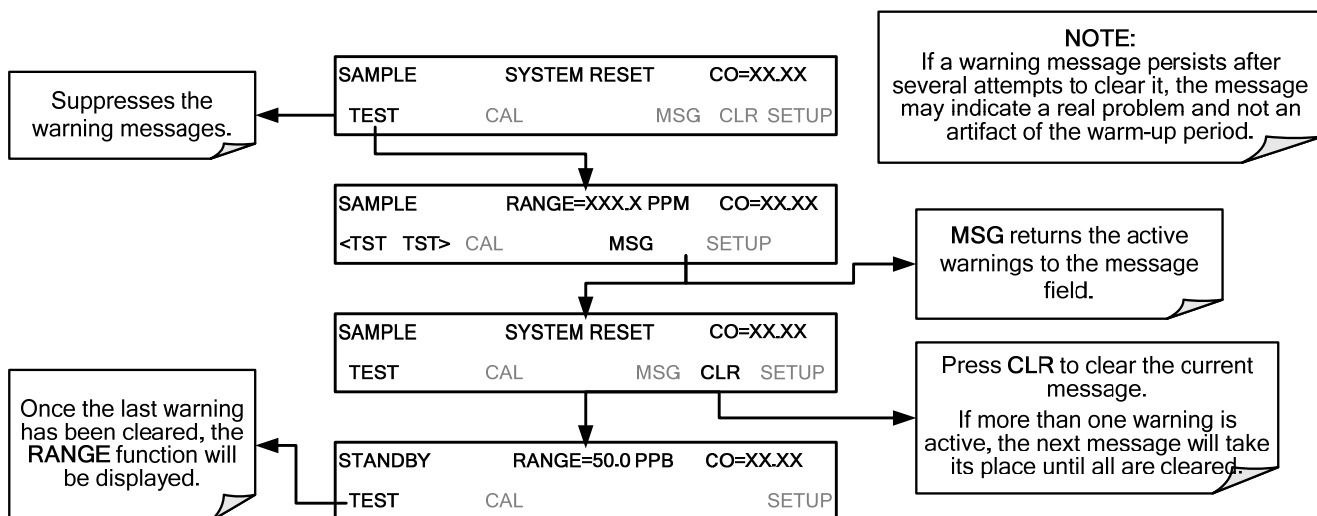 Suppresses the
warning messages.
SAMPLE SYSTEM RESET CO=XX.XX
TEST CAL MSG CLR SETUP
NOTE:
If a warning message persists after
several attempts to clear it, the message
may indicate a real problem and not an
artifact of the warm-up period.
SAMPLE RANGE=XXX.X PPM CO=XX.XX
<TST TST> CAL MSG SETUP
MSG returns the active
warnings to the message
field.
SAMPLE SYSTEM RESET CO=XX.XX
TEST CAL MSG CLR SETUP
Press CLR to clear the current
message.
If more than one warning is
active, the next message will take
its place until all are cleared.
Once the last warning
has been cleared, the
RANGE function will
be displayed.
STANDBY RANGE=50.0 PPB CO=XX.XX
TEST CAL SETUP